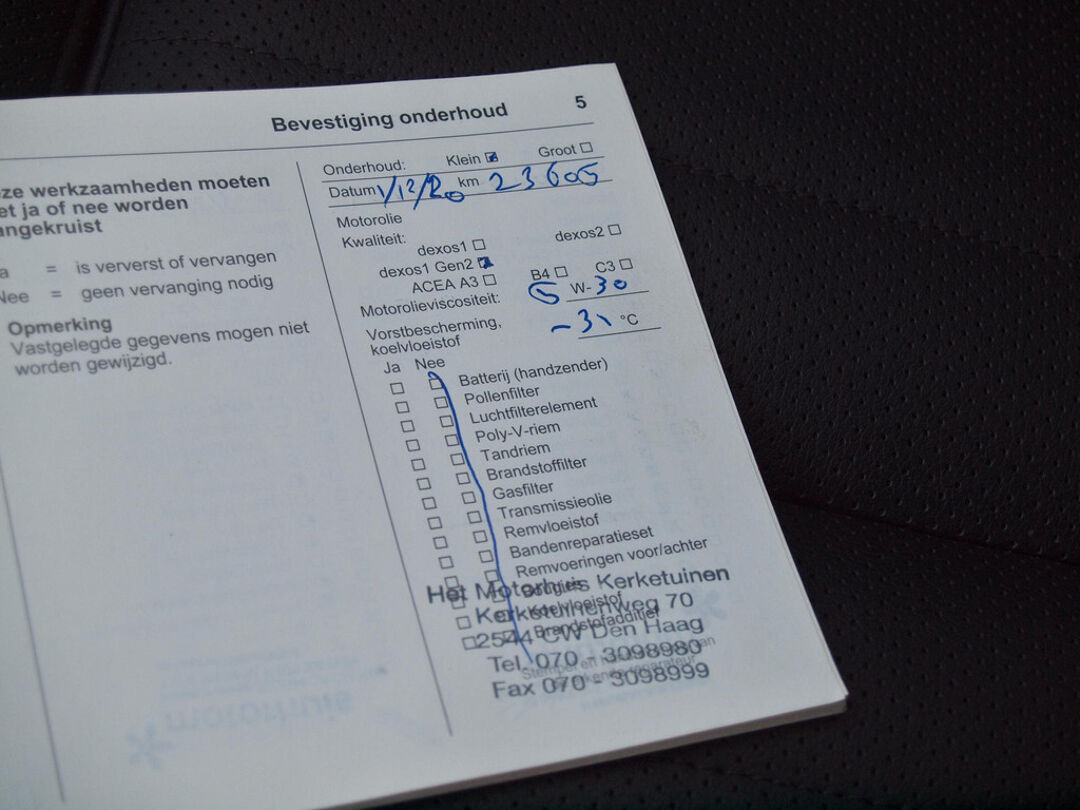 Bevestiging onderhoud 5
ze werkzaamheden moeten
et ja of nee worden
angekruist
a = is ververst of vervangen
Nee = geen vervanging nodig
Opmerking
Vastgelegde gegevens mogen niet
worden gewijzigd.
Onderhoud: Klein Groot
Datum 1/12/20 km 23605
Motorolie
Kwaliteit:
dexos1 dexos2
dexos1 Gen2
ACEA A3 B4 C3
Motorolieviscositeit: 5 W-30
Vorstbescherming,
koelvloeistof -31 °C
Ja Nee
Batterij (handzender)
Pollenfilter
Luchtfilterelement
Poly-V-riem
Tandriem
Brandstoffilter
Gasfilter
Transmissieolie
Remvloeistof
Bandenreparatieset
Remvoeringen voor/achter
Bougies
Koelvloeistof
Brandstofadditief
Het Motorhuis Kerketuinen
Kerketuinenweg 70
2544 CW Den Haag
Tel. 070 - 3098980
Fax 070 - 3098999
motorhuis